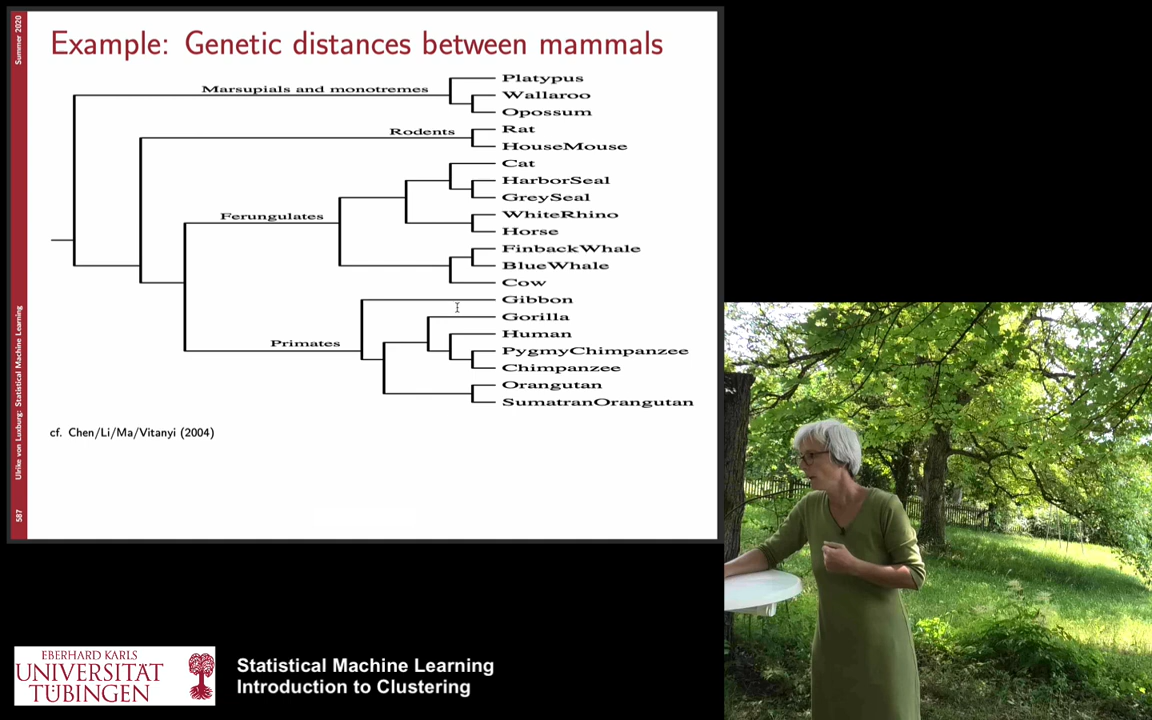 Summer 2020
Example: Genetic distances between mammals
Marsupials and monotremes
Platypus
Wallaroo
Opossum
Rodents
Rat
HouseMouse
Cat
HarborSeal
GreySeal
Ferungulates
WhiteRhino
Horse
FinbackWhale
BlueWhale
Cow
Gibbon
Gorilla
Human
Primates
PygmyChimpanzee
Chimpanzee
Orangutan
SumatranOrangutan
cf. Chen/Li/Ma/Vitanyi (2004)
Ulrike von Luxburg: Statistical Machine Learning
587
EBERHARD KARLS
UNIVERSITÄT
TÜBINGEN
Statistical Machine Learning
Introduction to Clustering